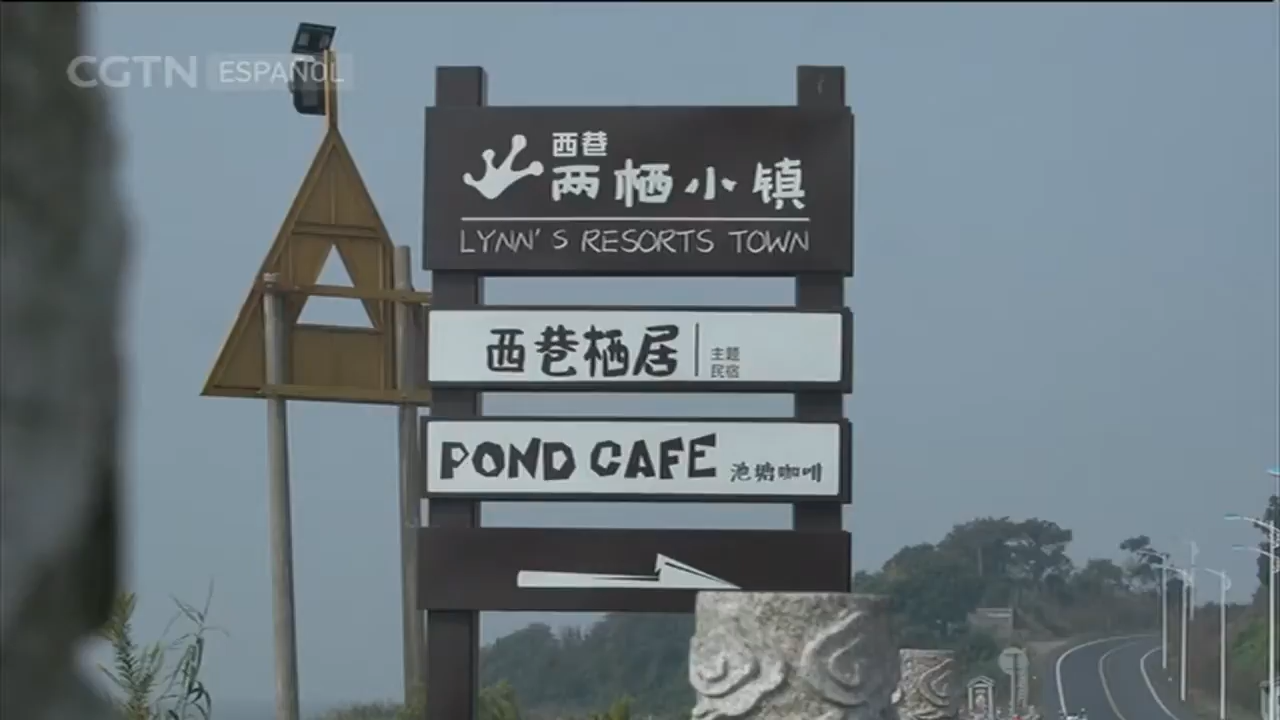 CGTN ESPAÑOL
西巷
两栖小镇
LYNN'S RESORTS TOWN
西巷栖居
主题
民宿
POND CAFE 池塘咖啡